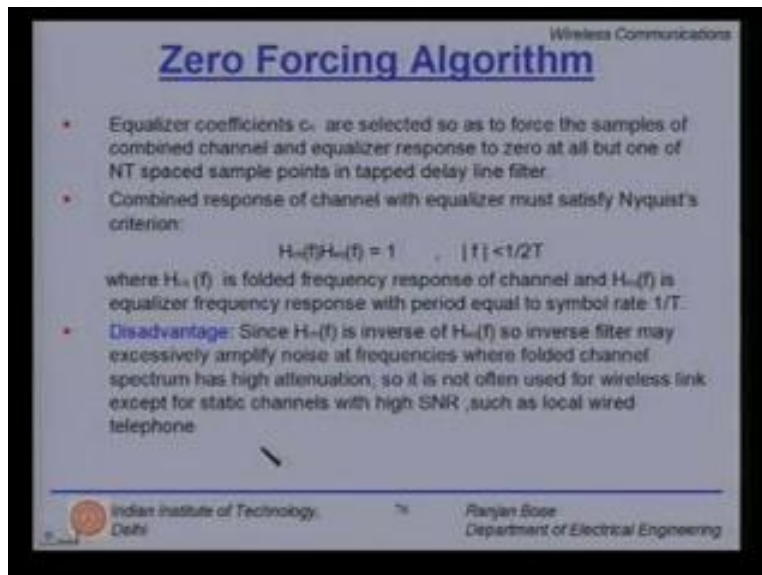 Wireless Communications
Zero Forcing Algorithm
• Equalizer coefficients cₙ are selected so as to force the samples of
combined channel and equalizer response to zero at all but one of
NT spaced sample points in tapped delay line filter.
• Combined response of channel with equalizer must satisfy Nyquist's
criterion:
(f) (f) = 1 , | f | <1/2T
where (f) is folded frequency response of channel and (f) is
equalizer frequency response with period equal to symbol rate 1/T.
• Disadvantage: Since (f) is inverse of (f) so inverse filter may
excessively amplify noise at frequencies where folded channel
spectrum has high attenuation, so it is not often used for wireless link
except for static channels with high SNR ,such as local wired
telephone
Indian Institute of Technology,
Delhi
Ranjan Bose
Department of Electrical Engineering